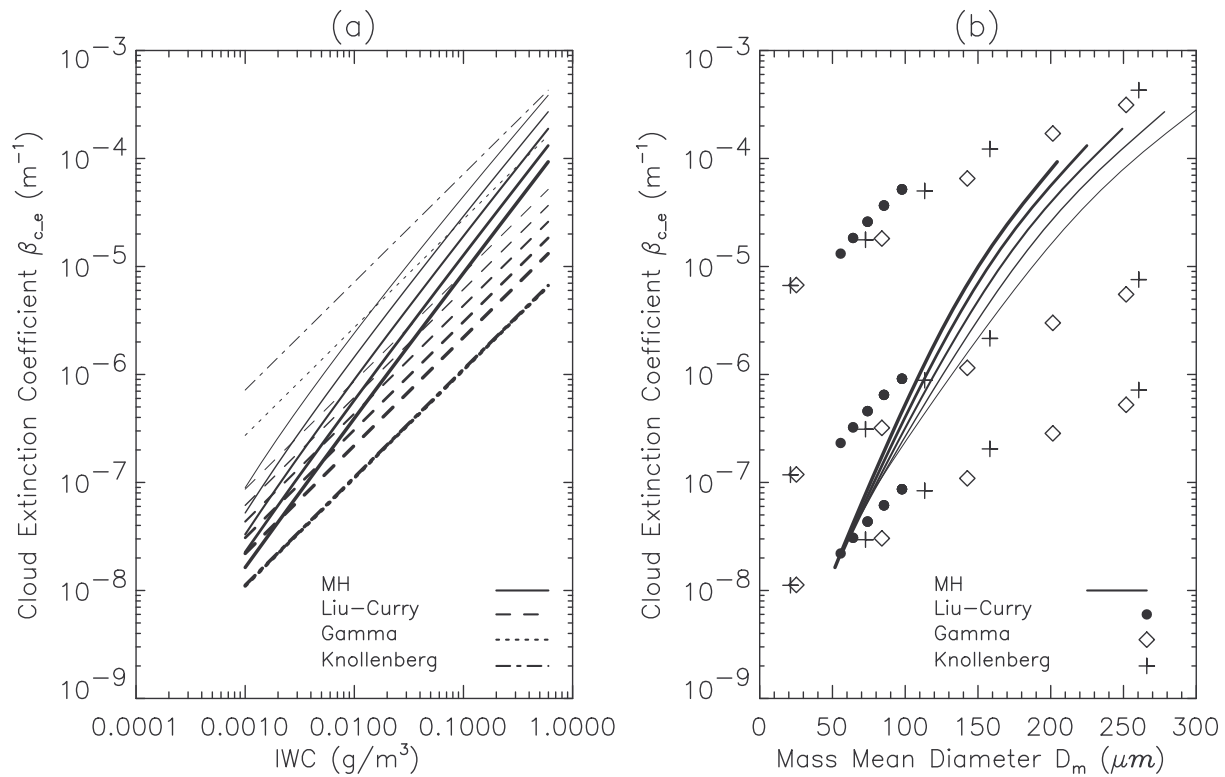 (a)
10⁻³
10⁻⁴
10⁻⁵
10⁻⁶
10⁻⁷
10⁻⁸
10⁻⁹
Cloud Extinction Coefficient β_c_e (m⁻¹)
MH
Liu−Curry
Gamma
Knollenberg
0.0001 0.0010 0.0100 0.1000 1.0000
IWC (g/m³)
(b)
10⁻³
10⁻⁴
10⁻⁵
10⁻⁶
10⁻⁷
10⁻⁸
10⁻⁹
Cloud Extinction Coefficient β_c_e (m⁻¹)
MH
Liu−Curry
Gamma
Knollenberg
0 50 100 150 200 250 300
Mass Mean Diameter D_m (μm)